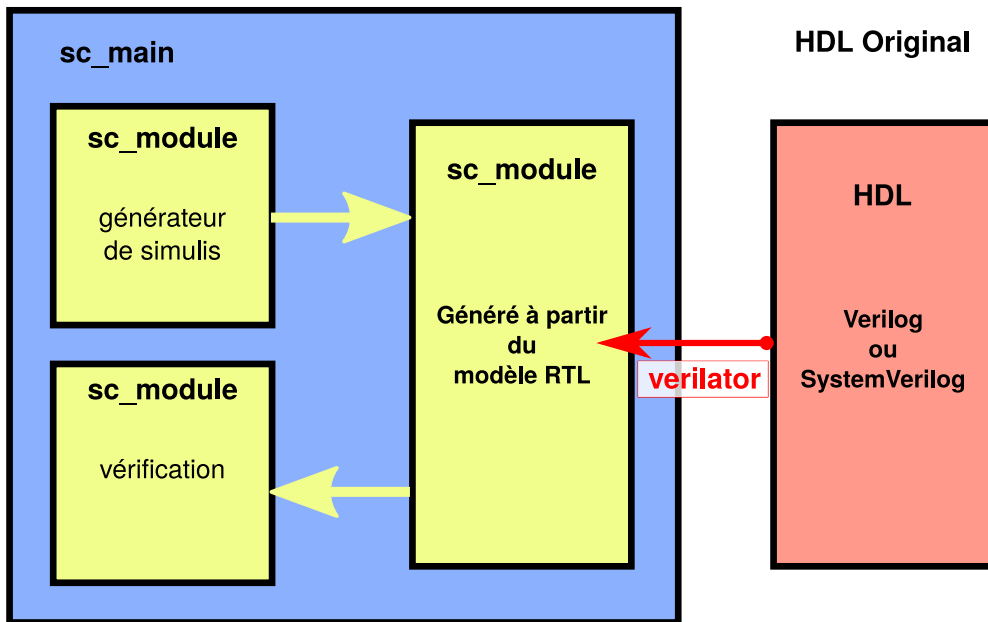 sc_main
HDL Original
sc_module
générateur
de simulis
sc_module
Généré à partir
du
modèle RTL
HDL
Verilog
ou
SystemVerilog
verilator
sc_module
vérification